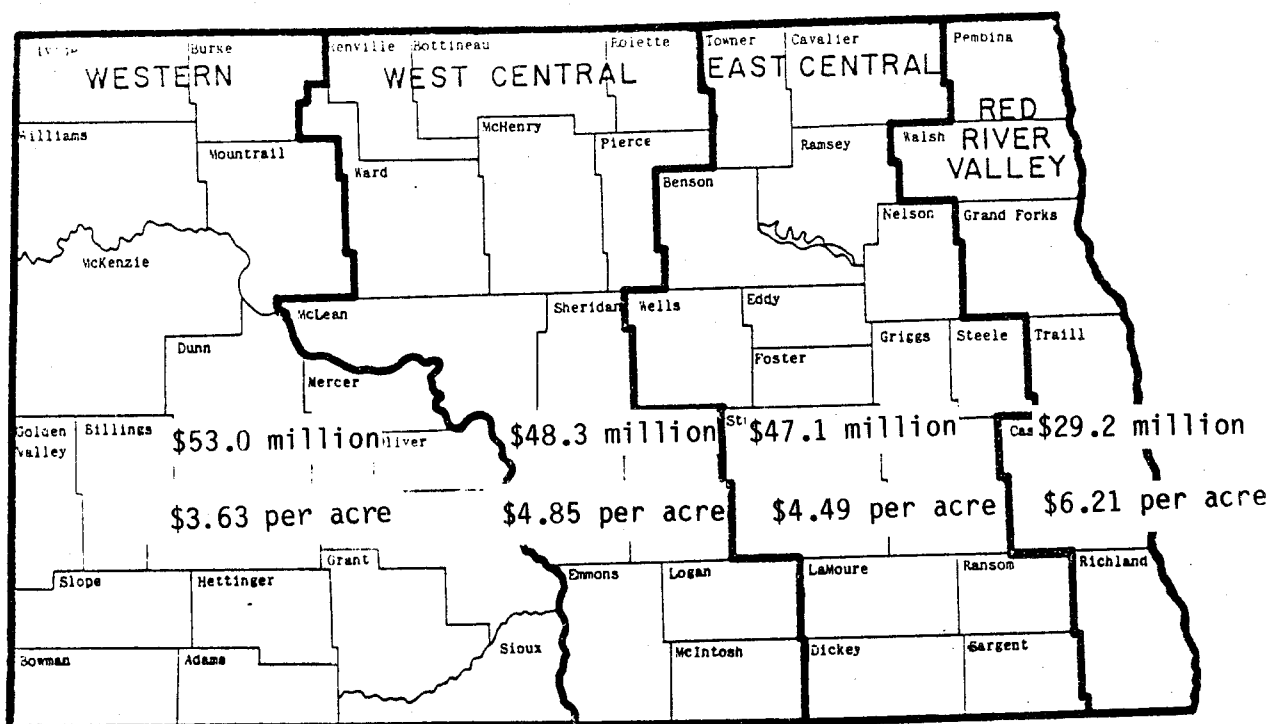 Burke
Renville
Bottineau
Rolette
Towner
Cavalier
Pembina
WESTERN
WEST CENTRAL
EAST CENTRAL
RED
RIVER
VALLEY
Williams
Mountrail
McHenry
Pierce
Ramsey
Walsh
Ward
Benson
Nelson
Grand Forks
McKenzie
McLean
Sheridan
Wells
Eddy
Dunn
Foster
Griggs
Steele
Traill
Mercer
Golden
Valley
Billings
$53.0 million
$48.3 million
$47.1 million
$29.2 million
$3.63 per acre
$4.85 per acre
$4.49 per acre
$6.21 per acre
Slope
Hettinger
Grant
Emmons
Logan
LaMoure
Ransom
Richland
Bowman
Adams
Sioux
McIntosh
Dickey
Sargent